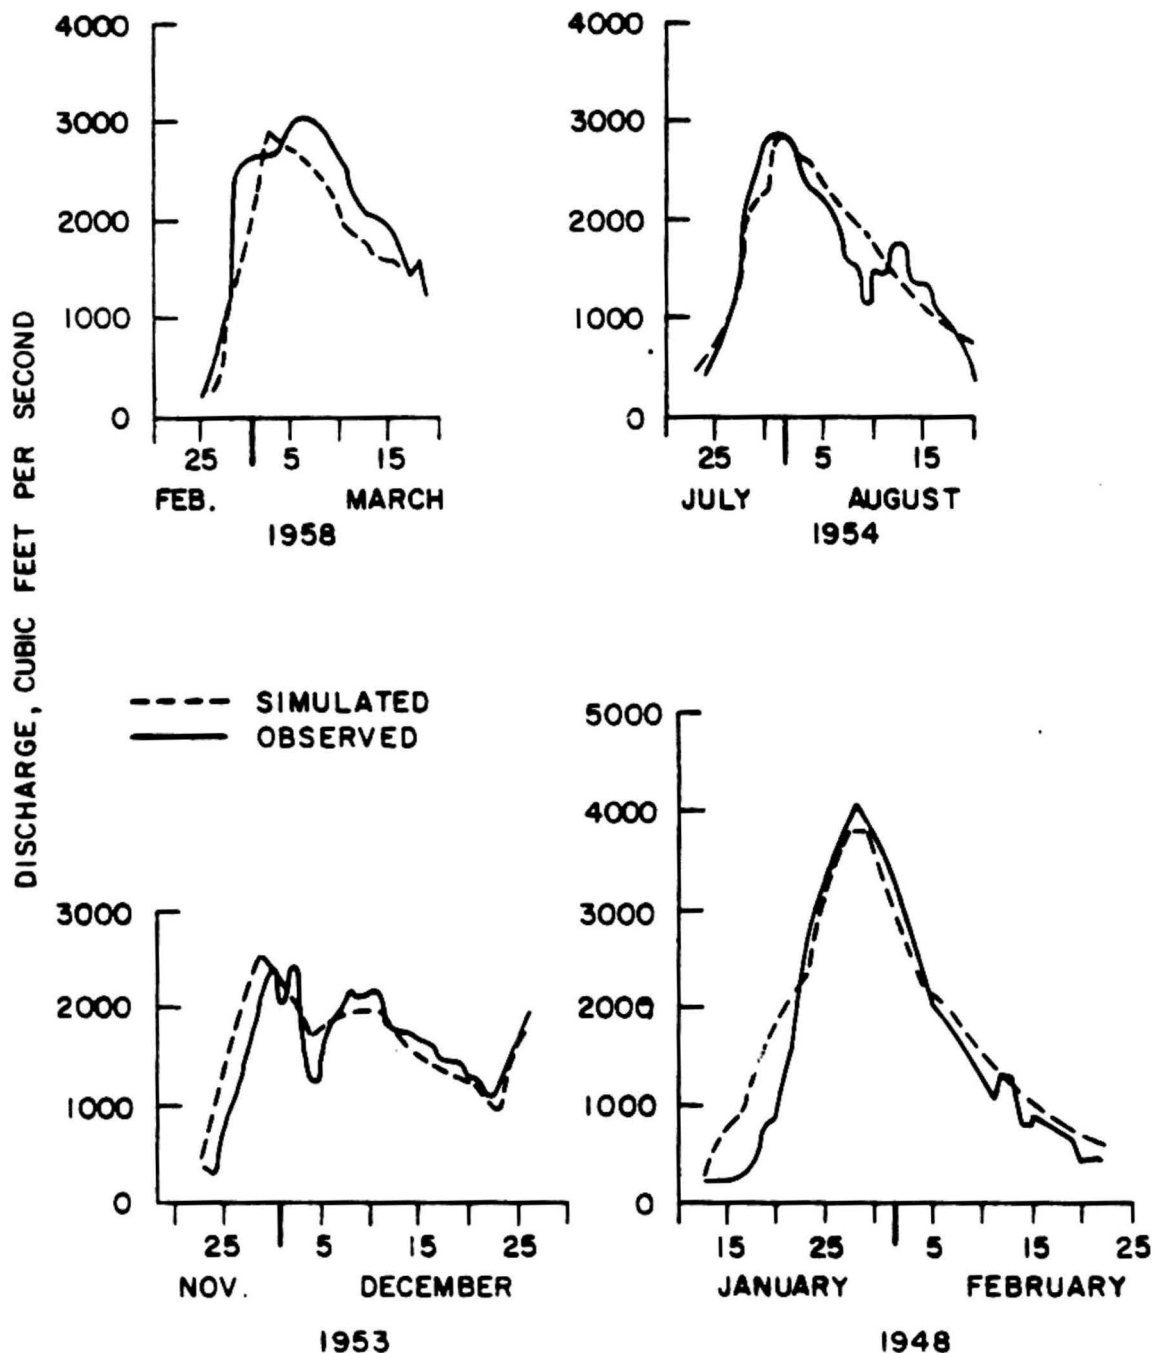 DISCHARGE, CUBIC FEET PER SECOND
4000
3000
2000
1000
0
25 5 15
FEB. MARCH
1958
4000
3000
2000
1000
0
25 5 15
JULY AUGUST
1954
SIMULATED
OBSERVED
3000
2000
1000
0
25 5 15 25
NOV. DECEMBER
1953
5000
4000
3000
2000
1000
0
15 25 5 15 25
JANUARY FEBRUARY
1948